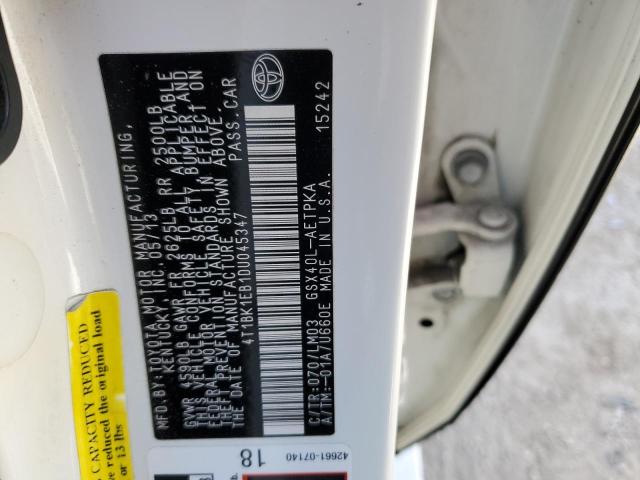 MFD.BY:TOYOTA MOTOR MANUFACTURING,
KENTUCKY, INC. 05/13
GVWR 4590LB GAWR FR 2625LB RR 2500LB
THIS VEHICLE CONFORMS TO ALL APPLICABLE
FEDERAL MOTOR VEHICLE SAFETY, BUMPER, AND
THEFT PREVENTION STANDARDS IN EFFECT ON
THE DATE OF MANUFACTURE SHOWN ABOVE.
4T1BK1EB1DU045347 PASS.CAR
C/TR:070/LM03 GSX40L-AETPKA
A/TM:-01A/U660E MADE IN U.S.A.
15242
CAPACITY REDUCED
reduced the original load
or 13 lbs
42661-07140
18